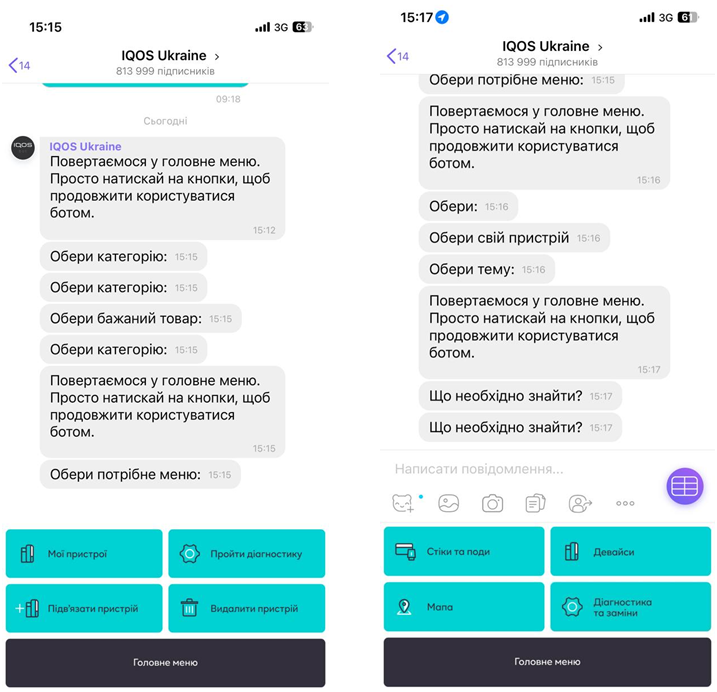 15:15
3G 63
14
IQOS Ukraine >
813 999 підписників
09:18
Сьогодні
IQOS
IQOS Ukraine
Повертаємося у головне меню.
Просто натискай на кнопки, щоб
продовжити користуватися
ботом.
15:12
Обери категорію: 15:15
Обери категорію: 15:15
Обери бажаний товар: 15:15
Обери категорію: 15:15
Повертаємося у головне меню.
Просто натискай на кнопки, щоб
продовжити користуватися
ботом.
15:15
Обери потрібне меню: 15:15
Мої пристрої
Пройти діагностику
Підв'язати пристрій
Видалити пристрій
Головне меню
15:17
3G 61
14
IQOS Ukraine >
813 999 підписників
Обери потрібне меню: 15:15
Повертаємося у головне меню.
Просто натискай на кнопки, щоб
продовжити користуватися
ботом.
15:16
Обери: 15:16
Обери свій пристрій 15:16
Обери тему: 15:16
Повертаємося у головне меню.
Просто натискай на кнопки, щоб
продовжити користуватися
ботом.
15:17
Що необхідно знайти? 15:17
Що необхідно знайти? 15:17
Написати повідомлення...
Стіки та поди
Девайси
Мапа
Діагностика
та заміни
Головне меню